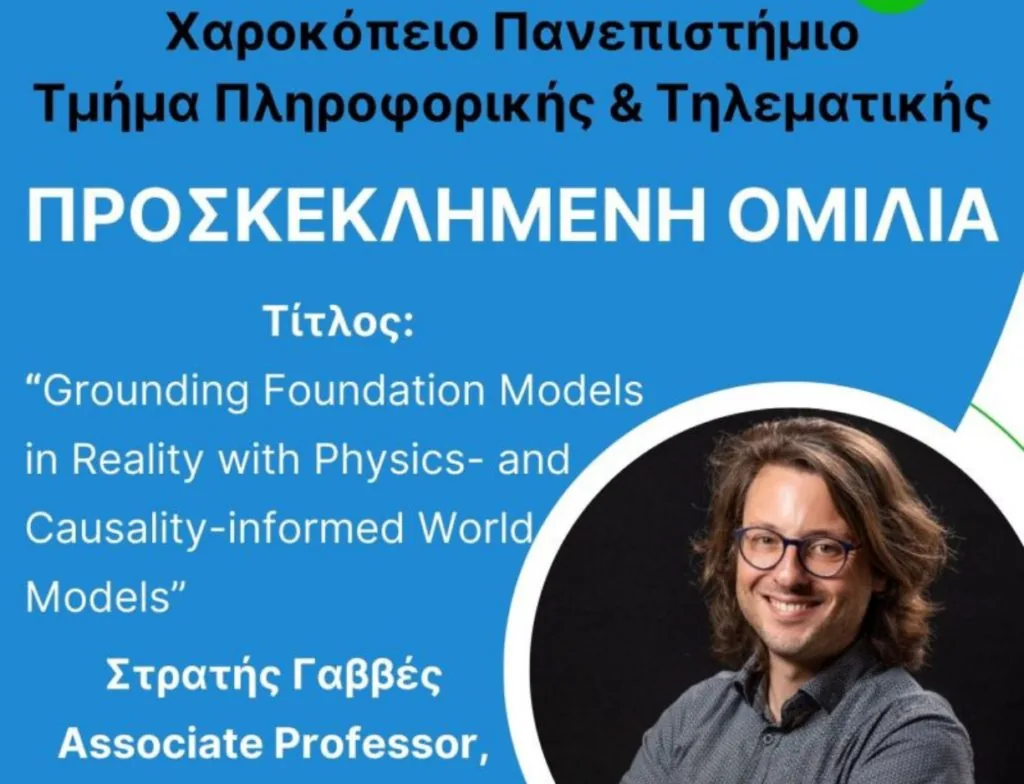 Χαροκόπειο Πανεπιστήμιο
Τμήμα Πληροφορικής & Τηλεματικής
ΠΡΟΣΚΕΚΛΗΜΕΝΗ ΟΜΙΛΙΑ
Τίτλος:
“Grounding Foundation Models
in Reality with Physics- and
Causality-informed World
Models”
Στρατής Γαββές
Associate Professor,